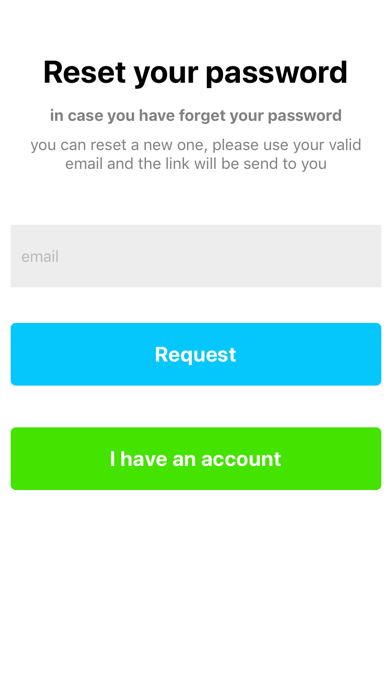 Reset your password
in case you have forget your password
you can reset a new one, please use your valid
email and the link will be send to you
email
Request
I have an account